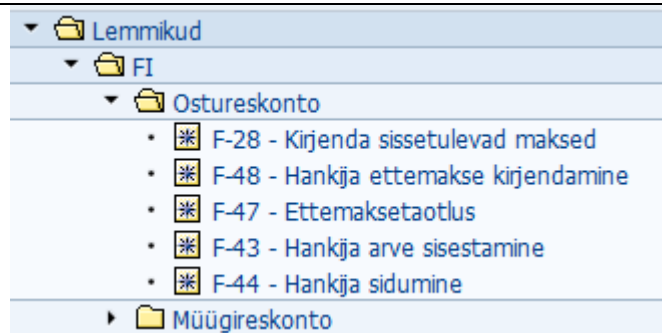 Lemmikud
FI
Ostureskonto
F-28 - Kirjenda sissetulevad maksed
F-48 - Hankija ettemakse kirjendamine
F-47 - Ettemaksetaotlus
F-43 - Hankija arve sisestamine
F-44 - Hankija sidumine
Müügireskonto